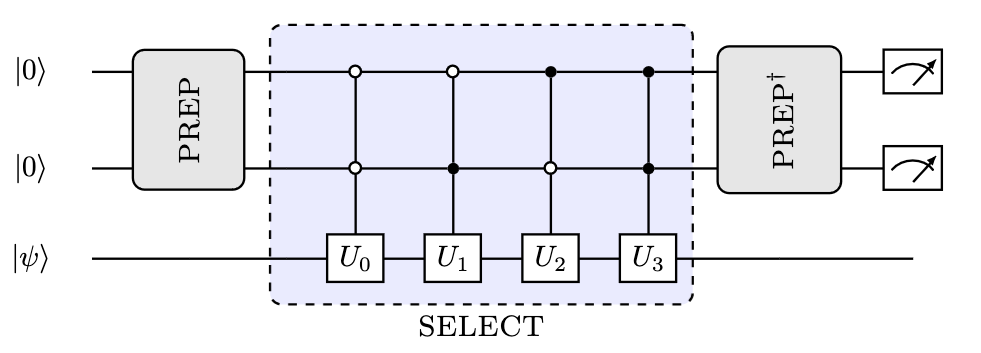 |0⟩
PREP
PREP†
|0⟩
|ψ⟩
U₀ U₁ U₂ U₃
SELECT